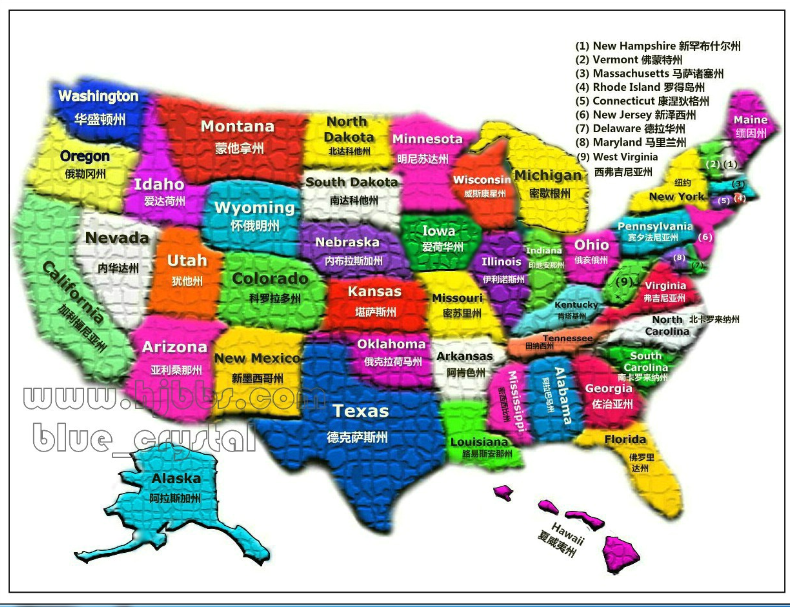 (1) New Hampshire 新罕布什尔州
(2) Vermont 佛蒙特州
(3) Massachusetts 马萨诸塞州
(4) Rhode Island 罗得岛州
(5) Connecticut 康涅狄格州
(6) New Jersey 新泽西州
(7) Delaware 德拉华州
(8) Maryland 马里兰州
(9) West Virginia
西弗吉尼亚州
Washington
华盛顿州
Oregon
俄勒冈州
Idaho
爱达荷州
Montana
蒙他拿州
North
Dakota
北达科他州
Minnesota
明尼苏达州
Wisconsin
威斯康星州
Michigan
密歇根州
Maine
缅因州
(2)
(1)
(3)
(4)
(5)
纽约
New York
South Dakota
南达科他州
Wyoming
怀俄明州
Nevada
内华达州
Utah
犹他州
Colorado
科罗拉多州
Nebraska
内布拉斯加州
Iowa
爱荷华州
Illinois
伊利诺斯州
Indiana
印第安那州
Ohio
俄亥俄州
Pennsylvania
宾夕法尼亚州
(6)
(8)
(9)
California
加利福尼亚州
Kansas
堪萨斯州
Missouri
密苏里州
Kentucky
肯塔基州
Virginia
弗吉尼亚州
North
Carolina
北卡罗来纳州
Tennessee
田纳西州
South
Carolina
南卡罗来纳州
Arizona
亚利桑那州
New Mexico
新墨西哥州
Oklahoma
俄克拉荷马州
Arkansas
阿肯色州
Mississippi
Alabama
阿拉巴马州
Georgia
佐治亚州
Texas
德克萨斯州
Louisiana
路易斯安那州
Florida
佛罗里
达州
www.hjbbs.com
blue_crystal
Alaska
阿拉斯加州
Hawaii
夏威夷州